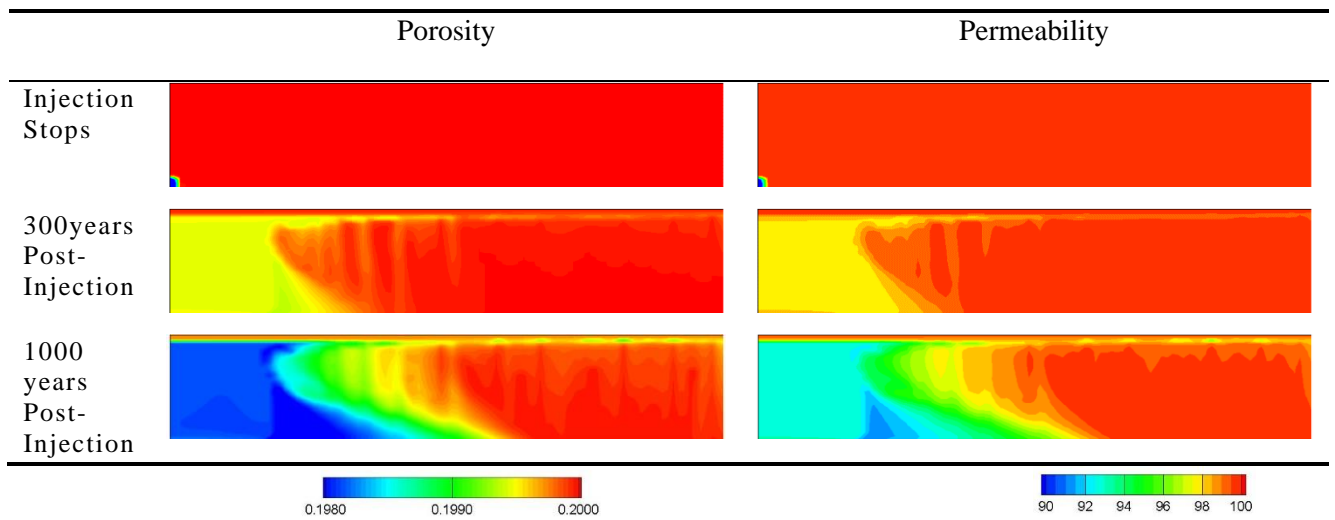 Porosity Permeability
Injection
Stops
300years
Post-
Injection
1000
years
Post-
Injection
0.1980 0.1990 0.2000
90 92 94 96 98 100